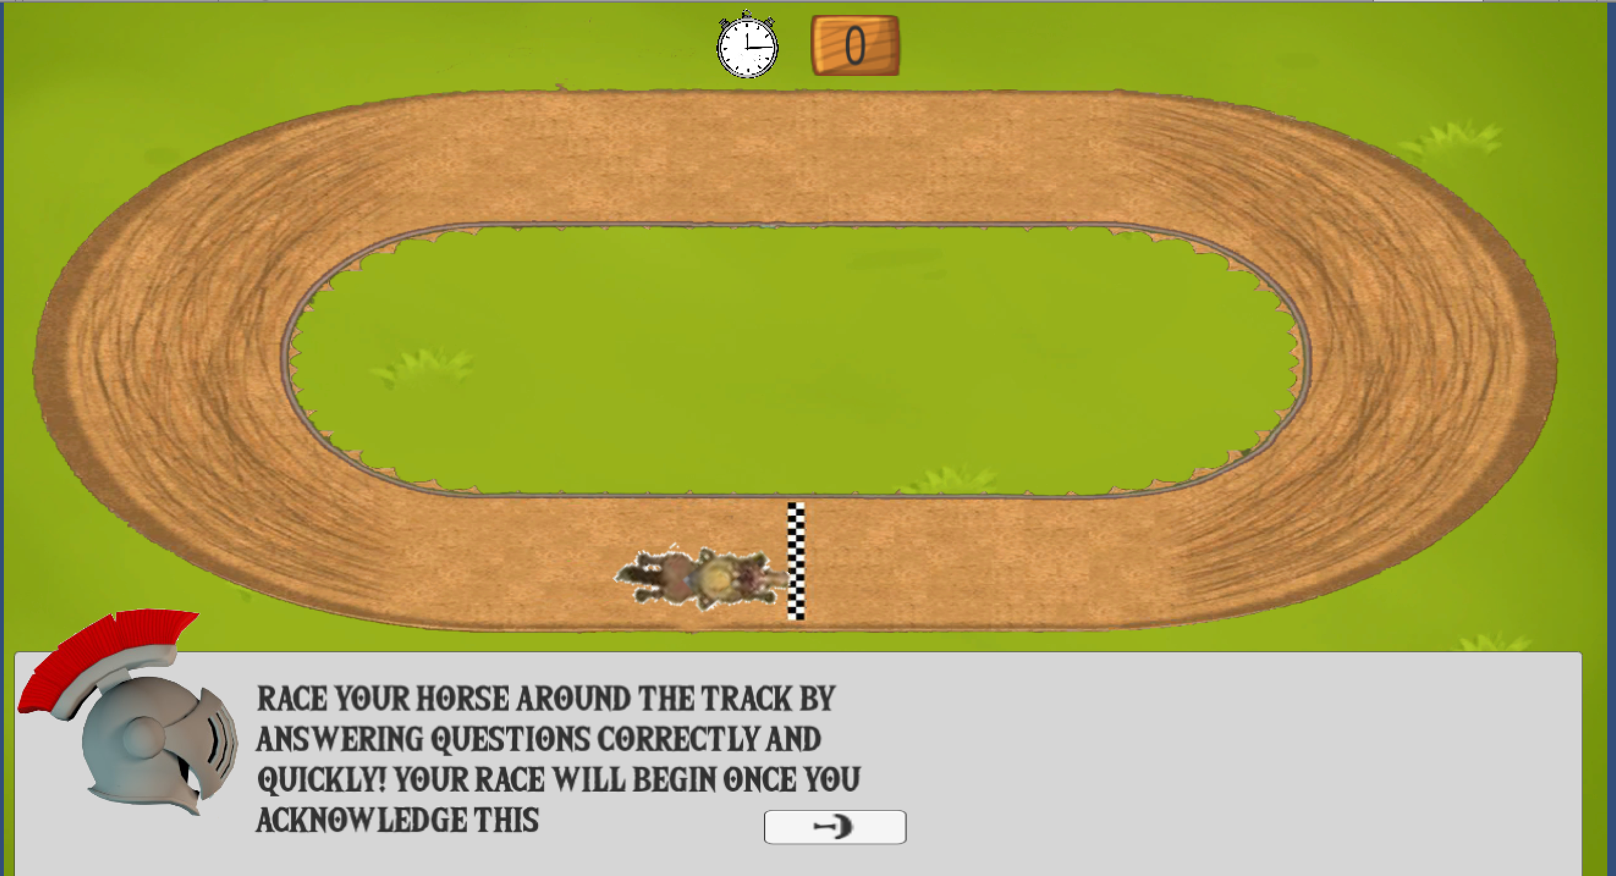 0
RACE YOUR HORSE AROUND THE TRACK BY
ANSWERING QUESTIONS CORRECTLY AND
QUICKLY! YOUR RACE WILL BEGIN ONCE YOU
ACKNOWLEDGE THIS